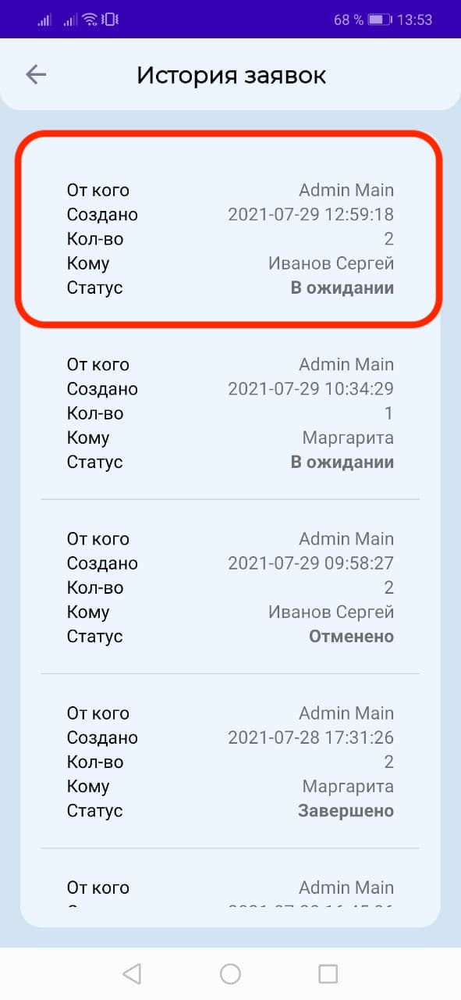 68 % 13:53
История заявок
От кого Admin Main
Создано 2021-07-29 12:59:18
Кол-во 2
Кому Иванов Сергей
Статус В ожидании
От кого Admin Main
Создано 2021-07-29 10:34:29
Кол-во 1
Кому Маргарита
Статус В ожидании
От кого Admin Main
Создано 2021-07-29 09:58:27
Кол-во 2
Кому Иванов Сергей
Статус Отменено
От кого Admin Main
Создано 2021-07-28 17:31:26
Кол-во 2
Кому Маргарита
Статус Завершено
От кого Admin Main